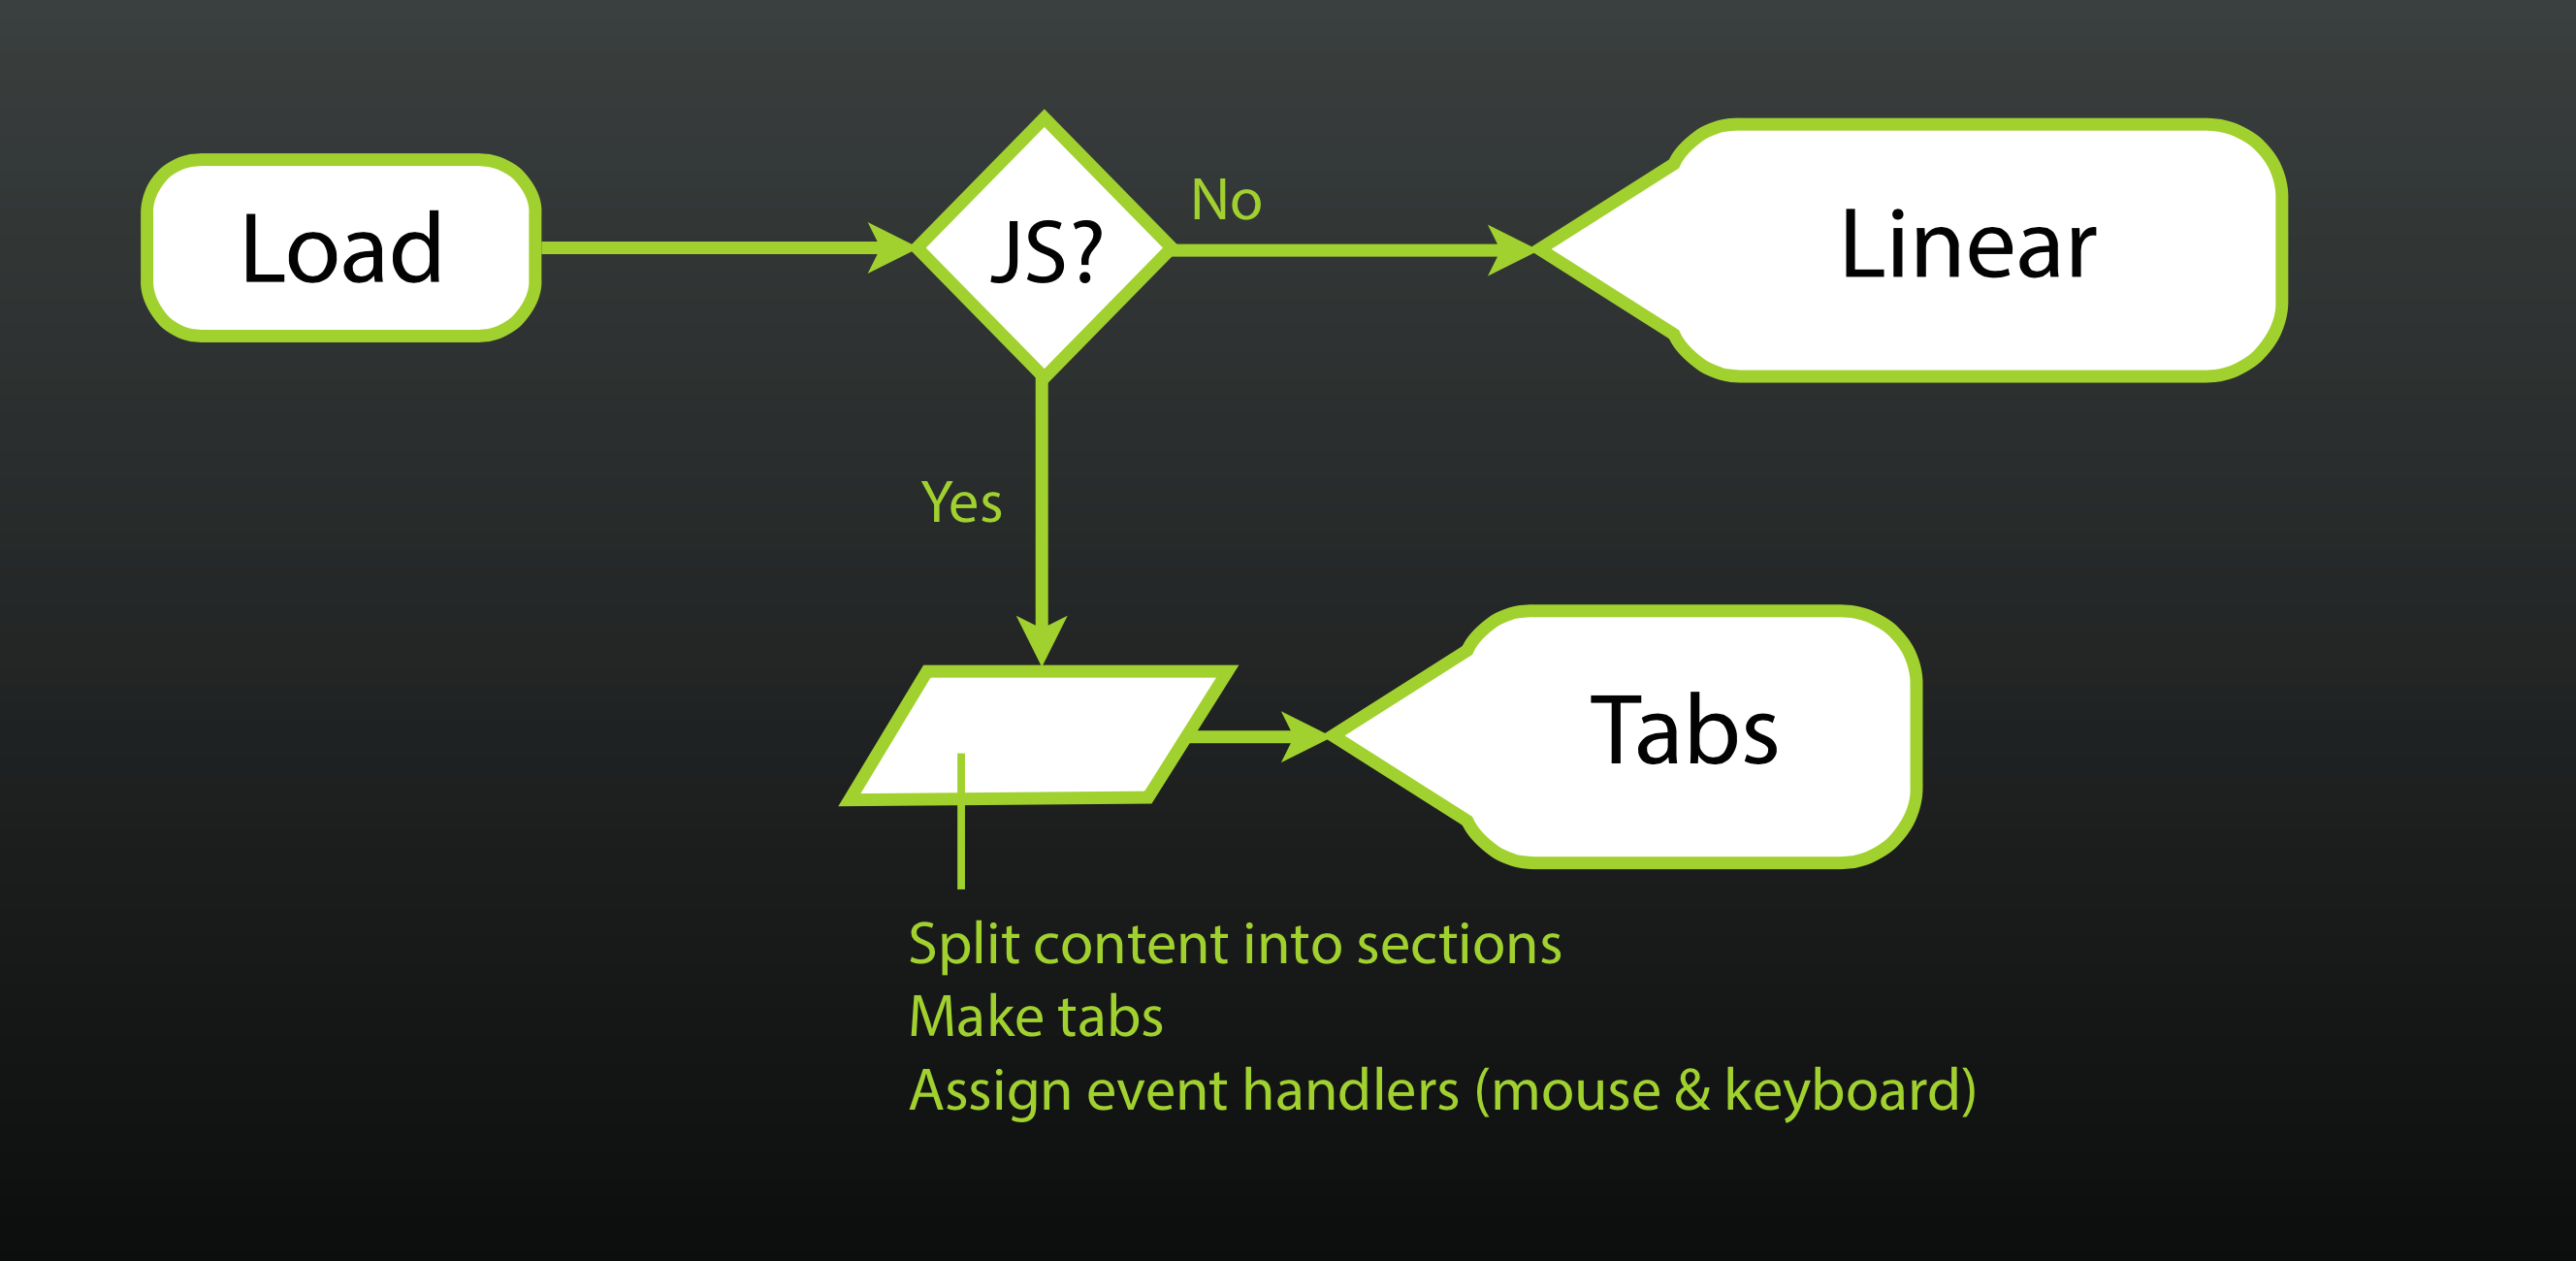 Load
JS?
No
Linear
Yes
Tabs
Split content into sections
Make tabs
Assign event handlers (mouse & keyboard)